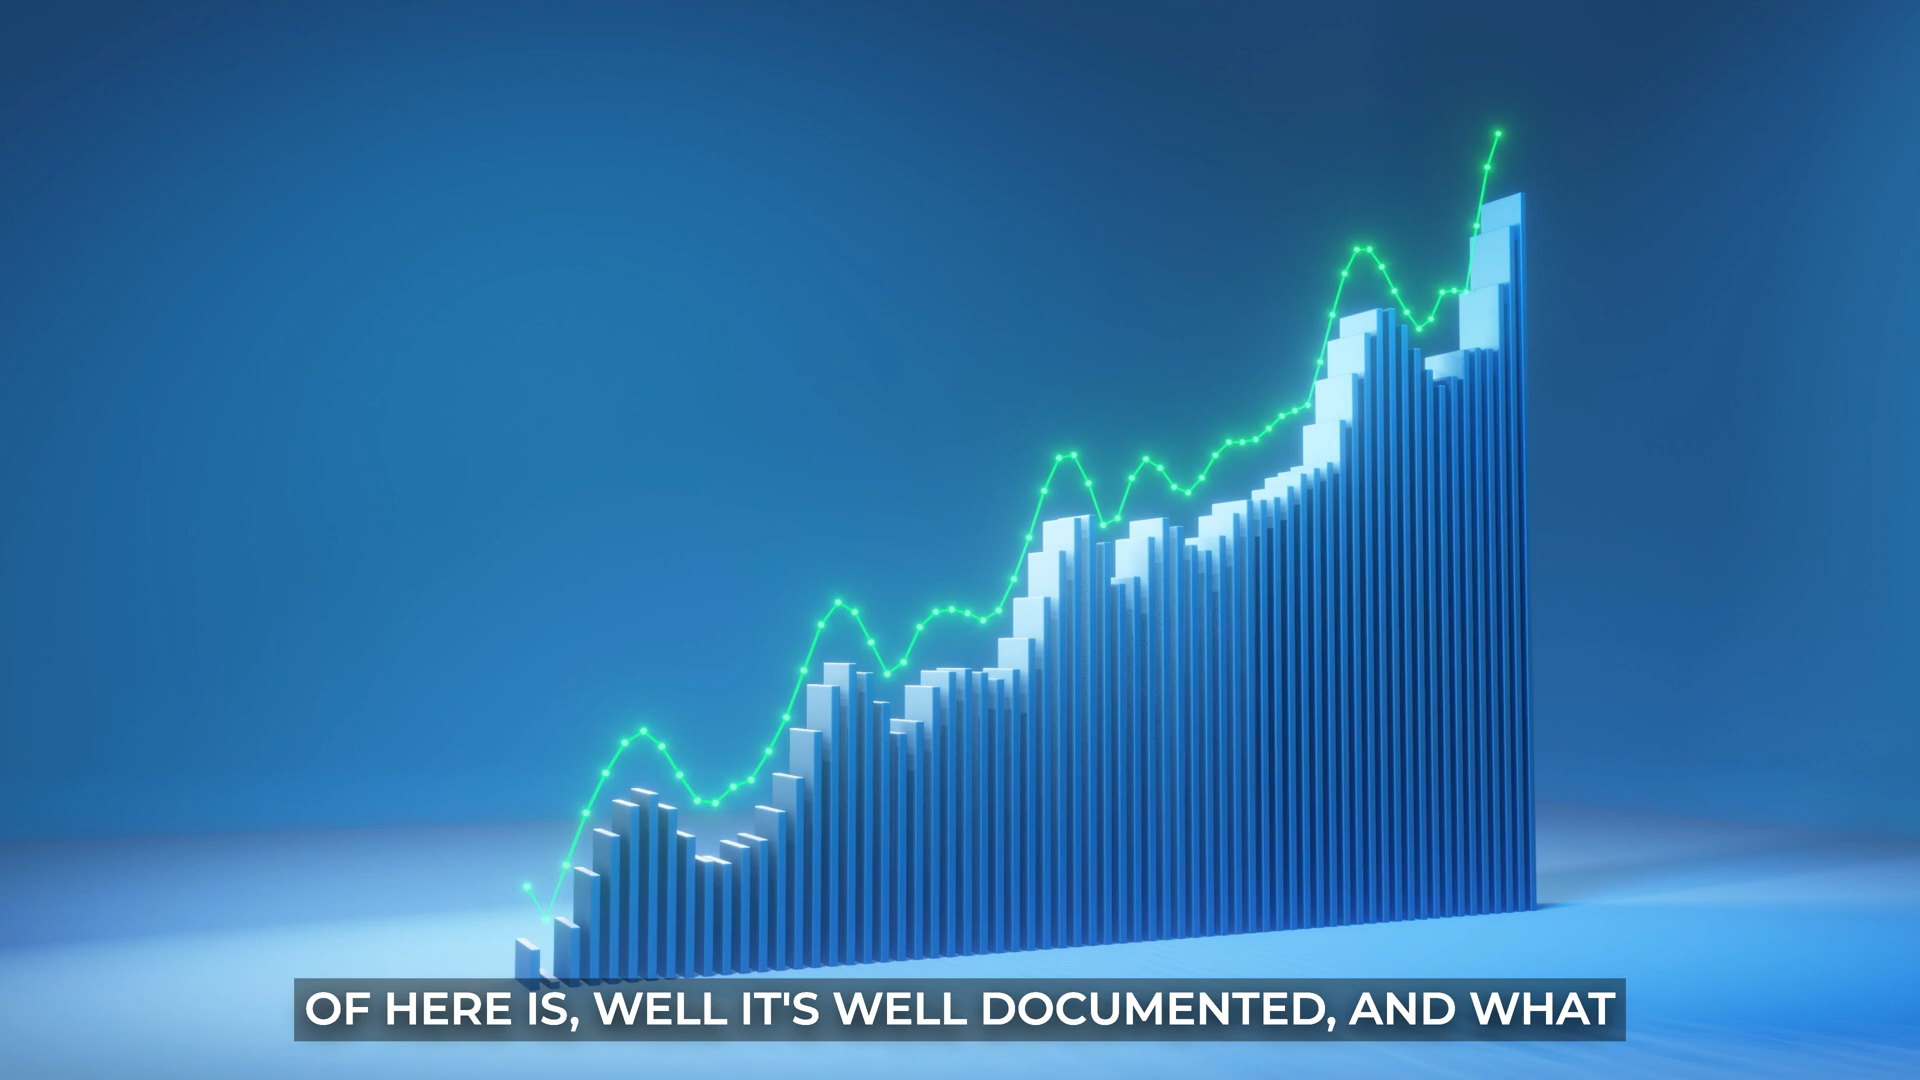 OF HERE IS, WELL IT'S WELL DOCUMENTED, AND WHAT